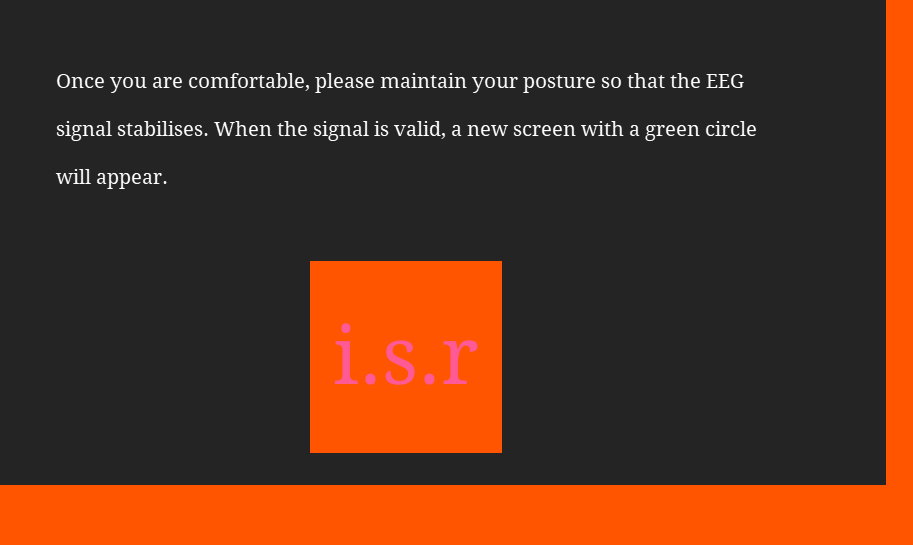 Once you are comfortable, please maintain your posture so that the EEG
signal stabilises. When the signal is valid, a new screen with a green circle
will appear.
i.s.r